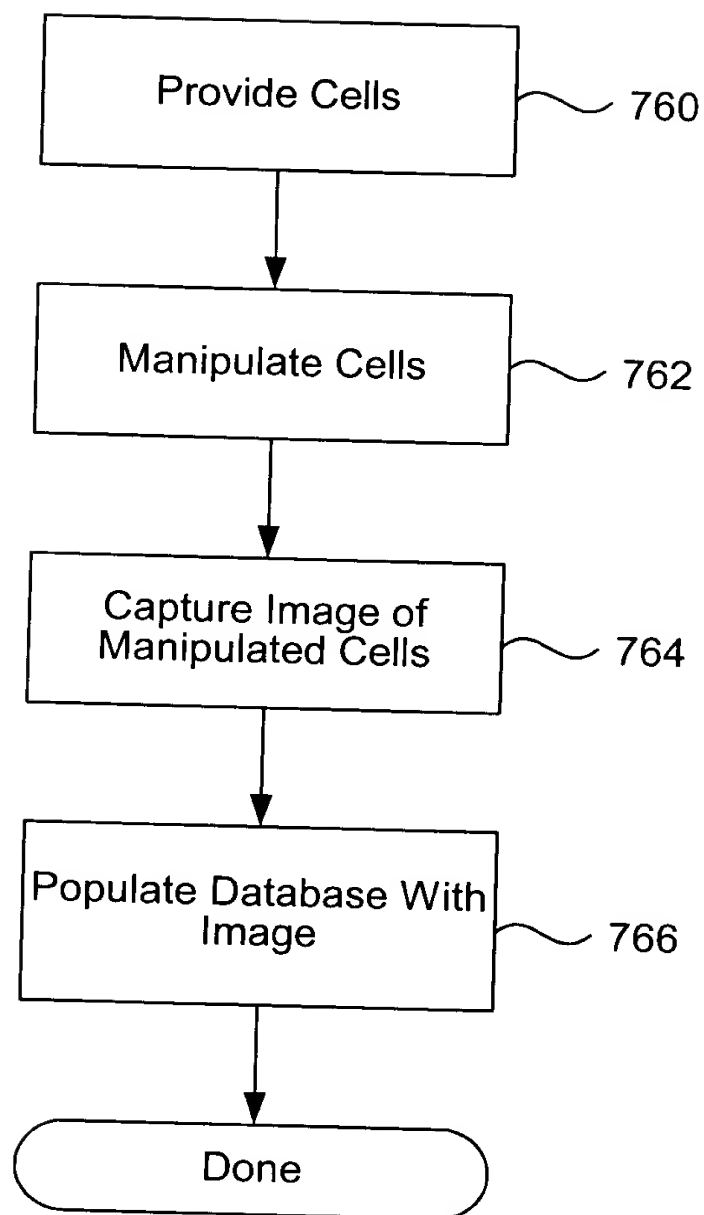 Provide Cells
760
Manipulate Cells
762
Capture Image of
Manipulated Cells
764
Populate Database With
Image
766
Done